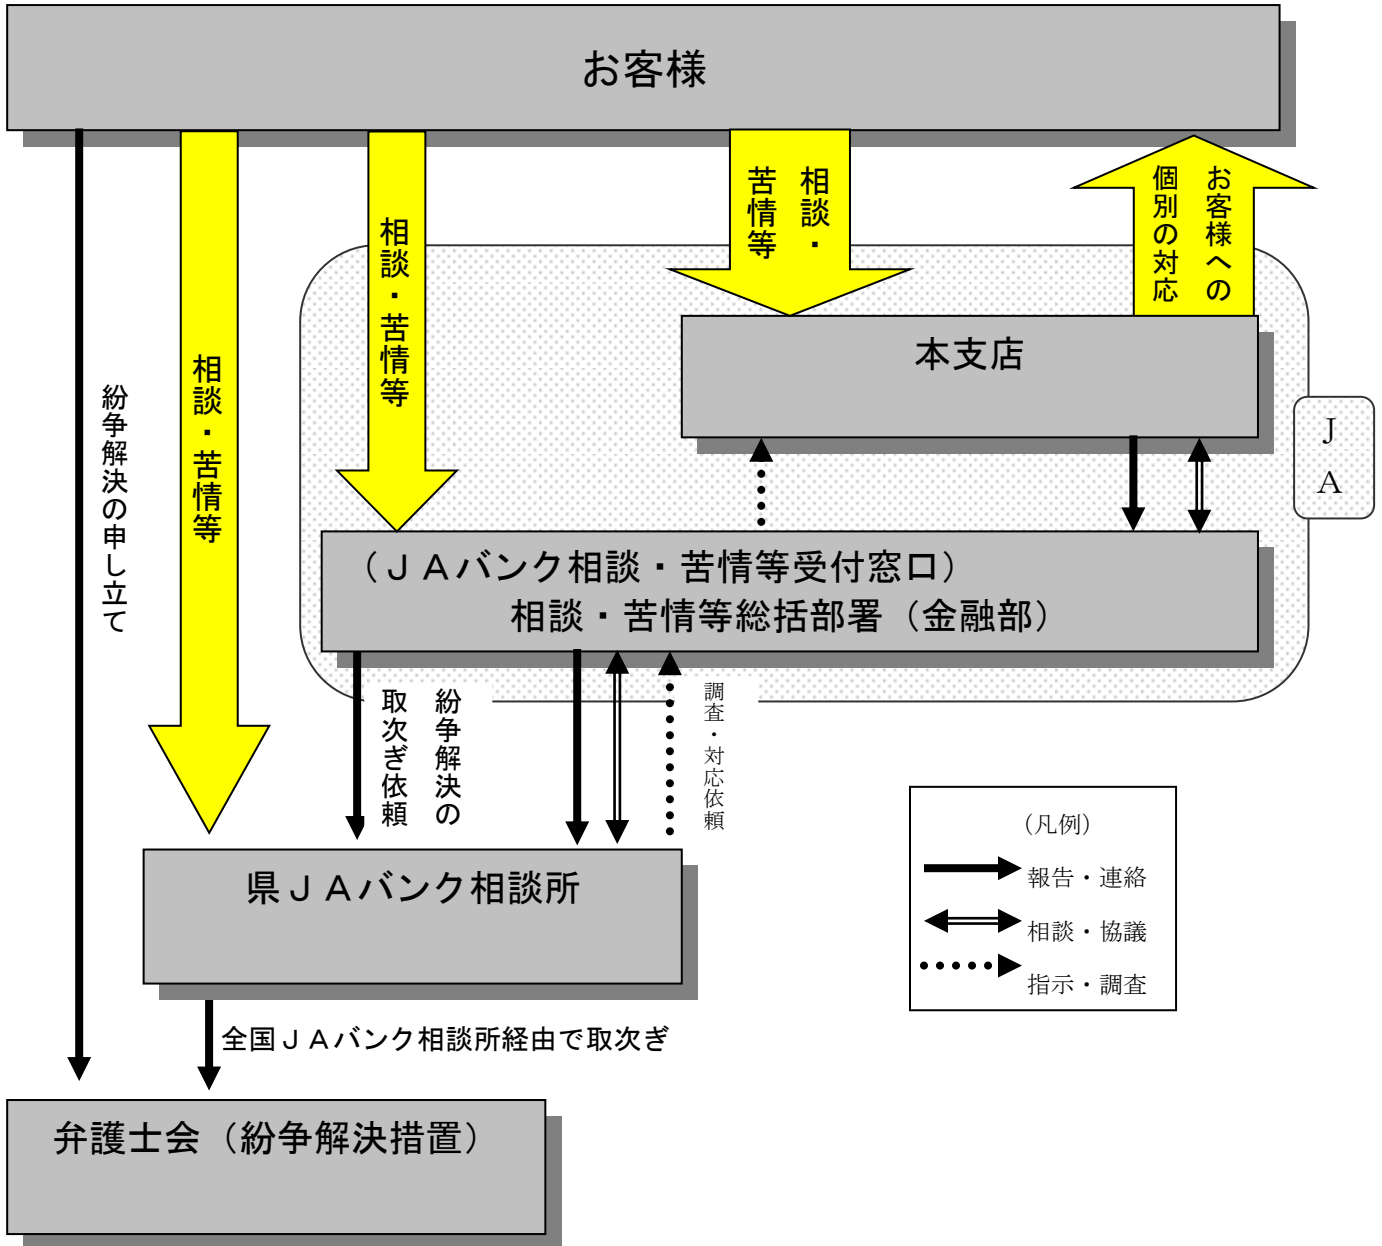 お客様
相談・
苦情等
お客様への
個別の対応
相談・苦情等
相談・苦情等
紛争解決の申し立て
本支店
ＪＡ
（ＪＡバンク相談・苦情等受付窓口）
相談・苦情等総括部署（金融部）
紛争解決の
取次ぎ依頼
調査・対応依頼
県ＪＡバンク相談所
（凡例）
報告・連絡
相談・協議
指示・調査
全国ＪＡバンク相談所経由で取次ぎ
弁護士会（紛争解決措置）